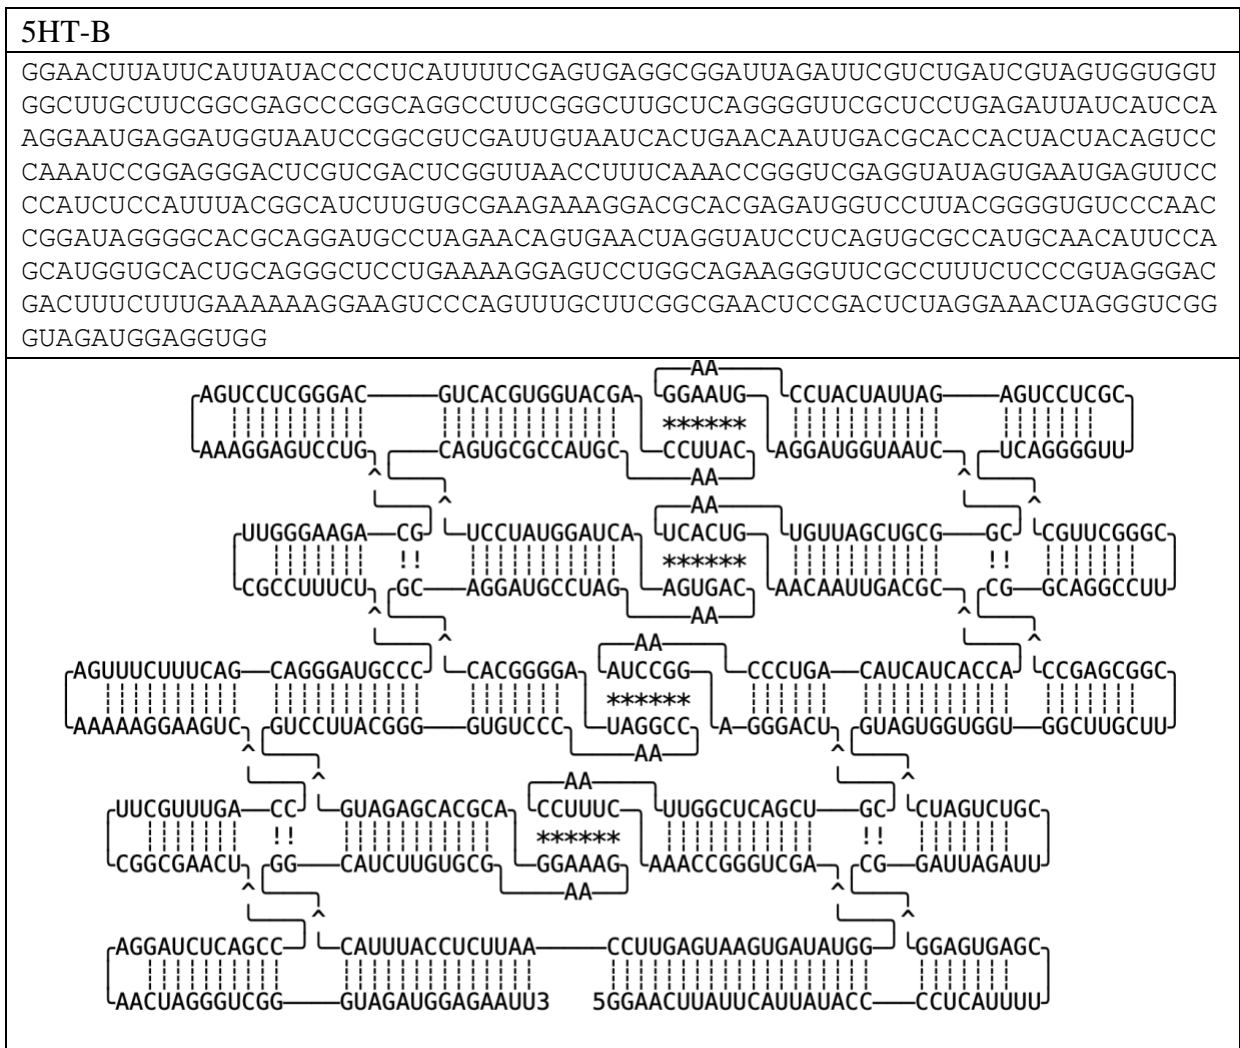 5HT-B
GGAACUUAUUCAUUAUACCCCUCAUUUUCGAGUGAGGCGGAUUAGAUUCGUCUGAUCGUAGUGGUGGU
GGCUUGCUUCGGCGAGCCCGGCAGGCCUUCGGGCUUGCUCAGGGGUUCGCUCCUGAGAUUAUCAUCCA
AGGAAUGAGGAUGGUAAUCCGGCGUCGAUUGUAAUCACUGAACAAUUGACGCACCACUACUACAGUCC
CAAAUCCGGAGGGACUCGUCGACUCGGUUAACCUUUCAAACCGGGUCGAGGUAUAGUGAAUGAGUUCC
CCAUCUCCAUUUACGGCAUCUUGUGCGAAGAAAGGACGCACGAGAUGGUCCUUACGGGGUGUCCCAAC
CGGAUAGGGGCACGCAGGAUGCCUAGAACAGUGAACUAGGUAUCCUCAGUGCGCCAUGCAACAUUCCA
GCAUGGUGCACUGCAGGGCUCCUGAAAAGGAGUCCUGGCAGAAGGGUUCGCCUUUCUCCCGUAGGGAC
GACUUUCUUUGAAAAAAGGAAGUCCCAGUUUGCUUCGGCGAACUCCGACUCUAGGAAACUAGGGUCGG
GUAGAUGGAGGUGG
AA
AGUCCUCGGGAC GUCACGUGGUACGA GGAAUG CCUACUAUUAG AGUCCUCGC
******
AAAGGAGUCCUG CAGUGCGCCAUGC CCUUAC AGGAUGGUAAUC UCAGGGGUU
^ AA ^
^ AA ^
UUGGGAAGA CG UCCUAUGGAUCA UCACUG UGUUAGCUGCG GC CGUUCGGGC
!! ****** !!
CGCCUUUCU GC AGGAUGCCUAG AGUGAC AACAAUUGACGC CG GCAGGCCUU
^ AA ^
^ AA ^
AGUUUCUUUCAG CAGGGAUGCCC CACGGGGA AUCCGG CCCUGA CAUCAUCACCA CCGAGCGGC
******
AAAAAGGAAGUC GUCCUUACGGG GUGUCCC UAGGCC A GGGACU GUAGUGGUGGU GGCUUGCUU
^ AA ^
^ AA ^
UUCGUUUGA CC GUAGAGCACGCA CCUUUC UUGGCUCAGCU GC CUAGUCUGC
!! ****** !!
CGGCGAACU GG CAUCUUGUGCG GGAAAG AAACCGGGUCGA CG GAUUAGAUU
^ AA ^
^ ^
AGGAUCUCAGCC CAUUUACCUCUUAA CCUUGAGUAAGUGAUAUGG GGAGUGAGC
AACUAGGGUCGG GUAGAUGGAGAAUU3 5GGAACUUAUUCAUUAUACC CCUCAUUUU